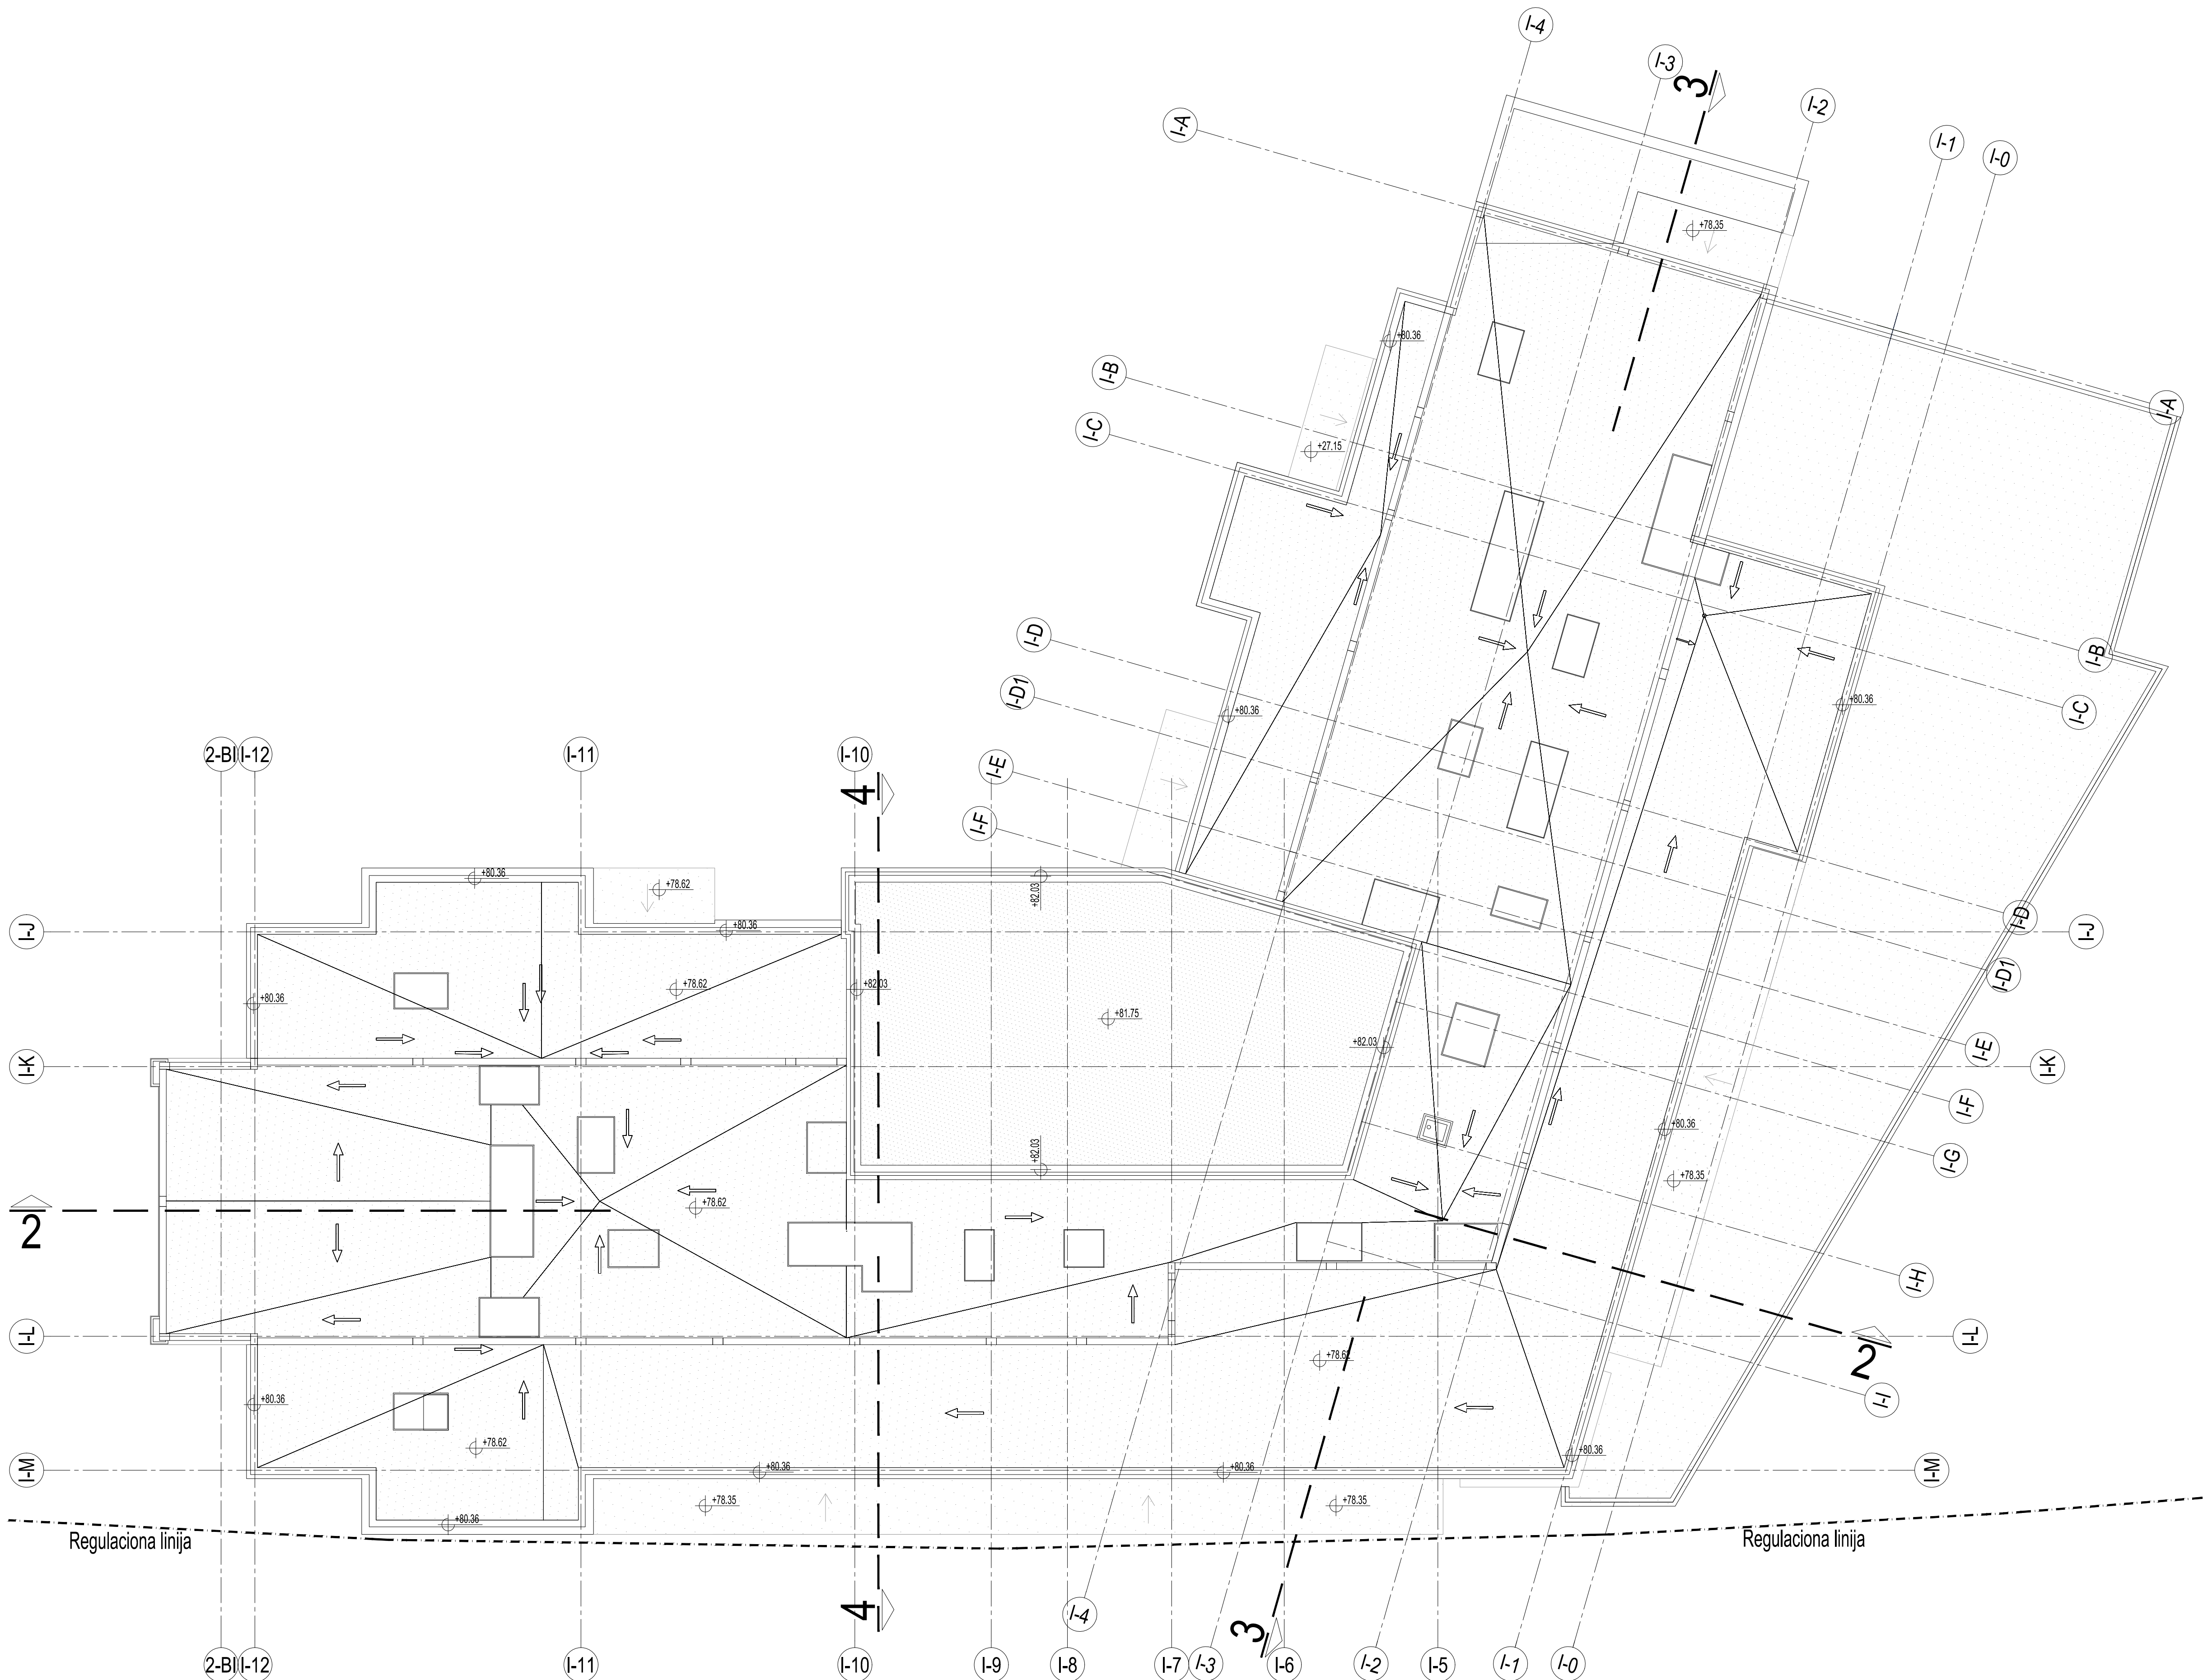 I-4
I-3
3
I-2
I-A
I-1
I-0
+78.35
+80.36
I-B
I-A
I-C
+27.15
I-D
I-B
I-D1
+80.36
+80.36
I-C
2-BI
I-12
I-11
I-10
I-E
4
I-F
+80.36
+78.62
+82.03
I-J
+80.36
I-D
I-J
+80.36
+78.62
+82.03
I-D1
+81.75
+82.03
I-E
I-K
I-K
I-F
+80.36
+82.03
I-G
+78.35
2
+78.62
I-H
I-L
I-L
+78.62
2
+80.36
I-I
+78.62
+80.36
I-M
+80.36
+80.36
I-M
+78.35
+78.35
+80.36
Regulaciona linija
Regulaciona linija
4
I-4
3
2-BI
I-12
I-11
I-10
I-9
I-8
I-7
I-3
I-6
I-2
I-5
I-1
I-0